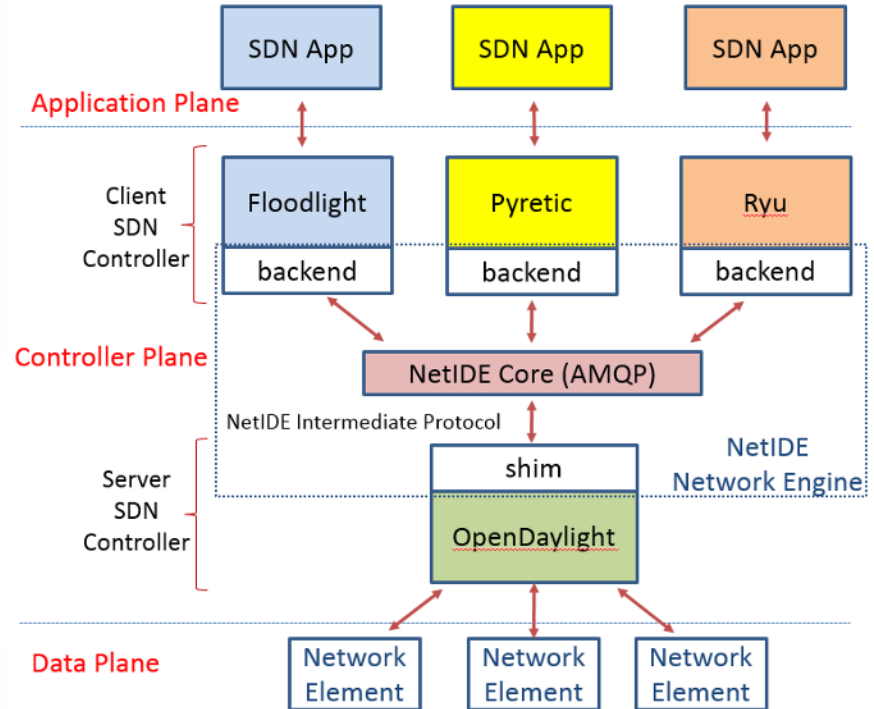 SDN App
SDN App
SDN App
Application Plane
Client
SDN
Controller
Floodlight
Pyretic
Ryu
backend
backend
backend
Controller Plane
NetIDE Core (AMQP)
NetIDE Intermediate Protocol
NetIDE
Network Engine
Server
SDN
Controller
shim
OpenDaylight
Data Plane
Network
Element
Network
Element
Network
Element